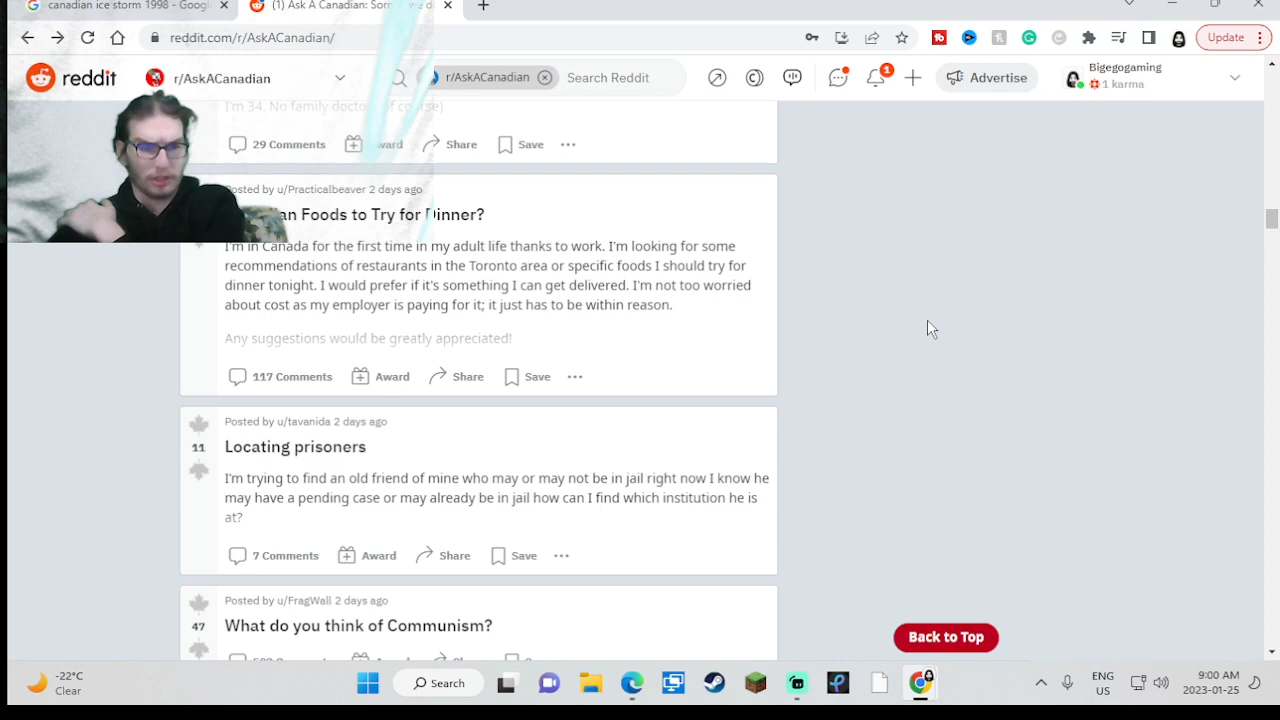 canadian ice storm 1998 - Googl
(1) Ask A Canadian: Sorr
reddit.com/r/AskACanadian/
Update
reddit
r/AskACanadian
r/AskACanadian
Search Reddit
1
Advertise
Bigegogaming
1 karma
I'm 34. No family doctor of course)
29 Comments
Share
Save
Posted by u/Practicalbeaver 2 days ago
Foods to Try for Dinner?
I'm in Canada for the first time in my adult life thanks to work. I'm looking for some
recommendations of restaurants in the Toronto area or specific foods I should try for
dinner tonight. I would prefer if it's something I can get delivered. I'm not too worried
about cost as my employer is paying for it; it just has to be within reason.
Any suggestions would be greatly appreciated!
117 Comments
Award
Share
Save
Posted by u/tavanida 2 days ago
11
Locating prisoners
I'm trying to find an old friend of mine who may or may not be in jail right now I know he
may have a pending case or may already be in jail how can I find which institution he is
at?
7 Comments
Award
Share
Save
Posted by u/FragWall 2 days ago
47
What do you think of Communism?
Back to Top
-22°C
Clear
Search
ENG
US
9:00 AM
2023-01-25